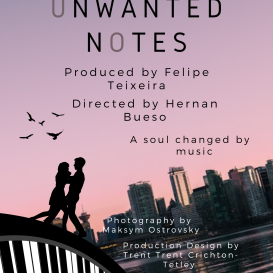 UNWANTED
NOTES
Produced by Felipe
Teixeira
Directed by Hernan
Bueso
A soul changed by
music
Photography by
Maksym Ostrovsky
Production Design by
Trent Trent Crichton-
Tetley